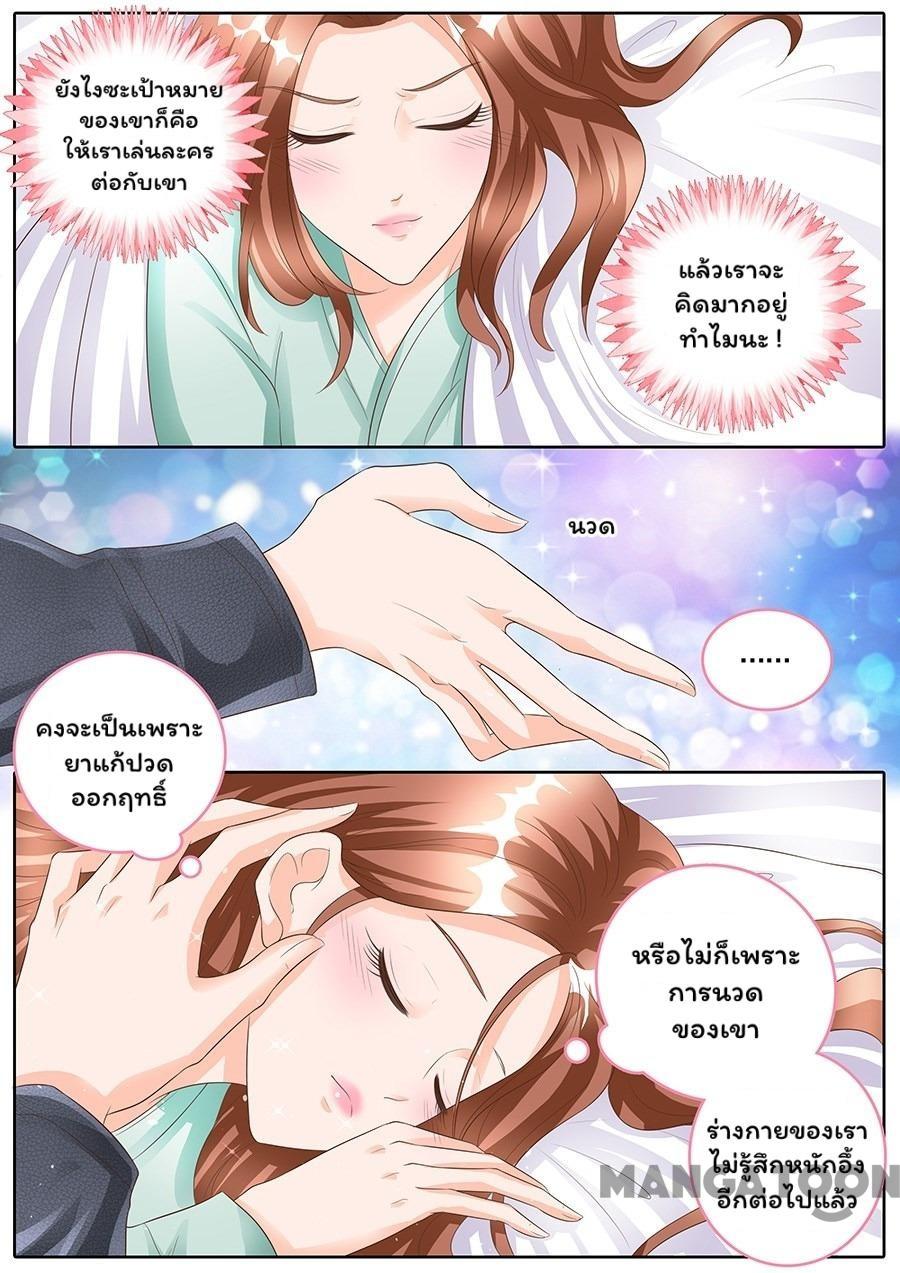 ยังไงซะเป้าหมาย
ของเขาก็คือ
ให้เราเล่นละคร
ต่อกับเขา
แล้วเราจะ
คิดมากอยู่
ทำไมนะ !
นวด
......
คงจะเป็นเพราะ
ยาแก้ปวด
ออกฤทธิ์
หรือไม่ก็เพราะ
การนวด
ของเขา
ร่างกายของเรา
ไม่รู้สึกหนักอึ้ง
อีกต่อไปแล้ว
MANGATOON